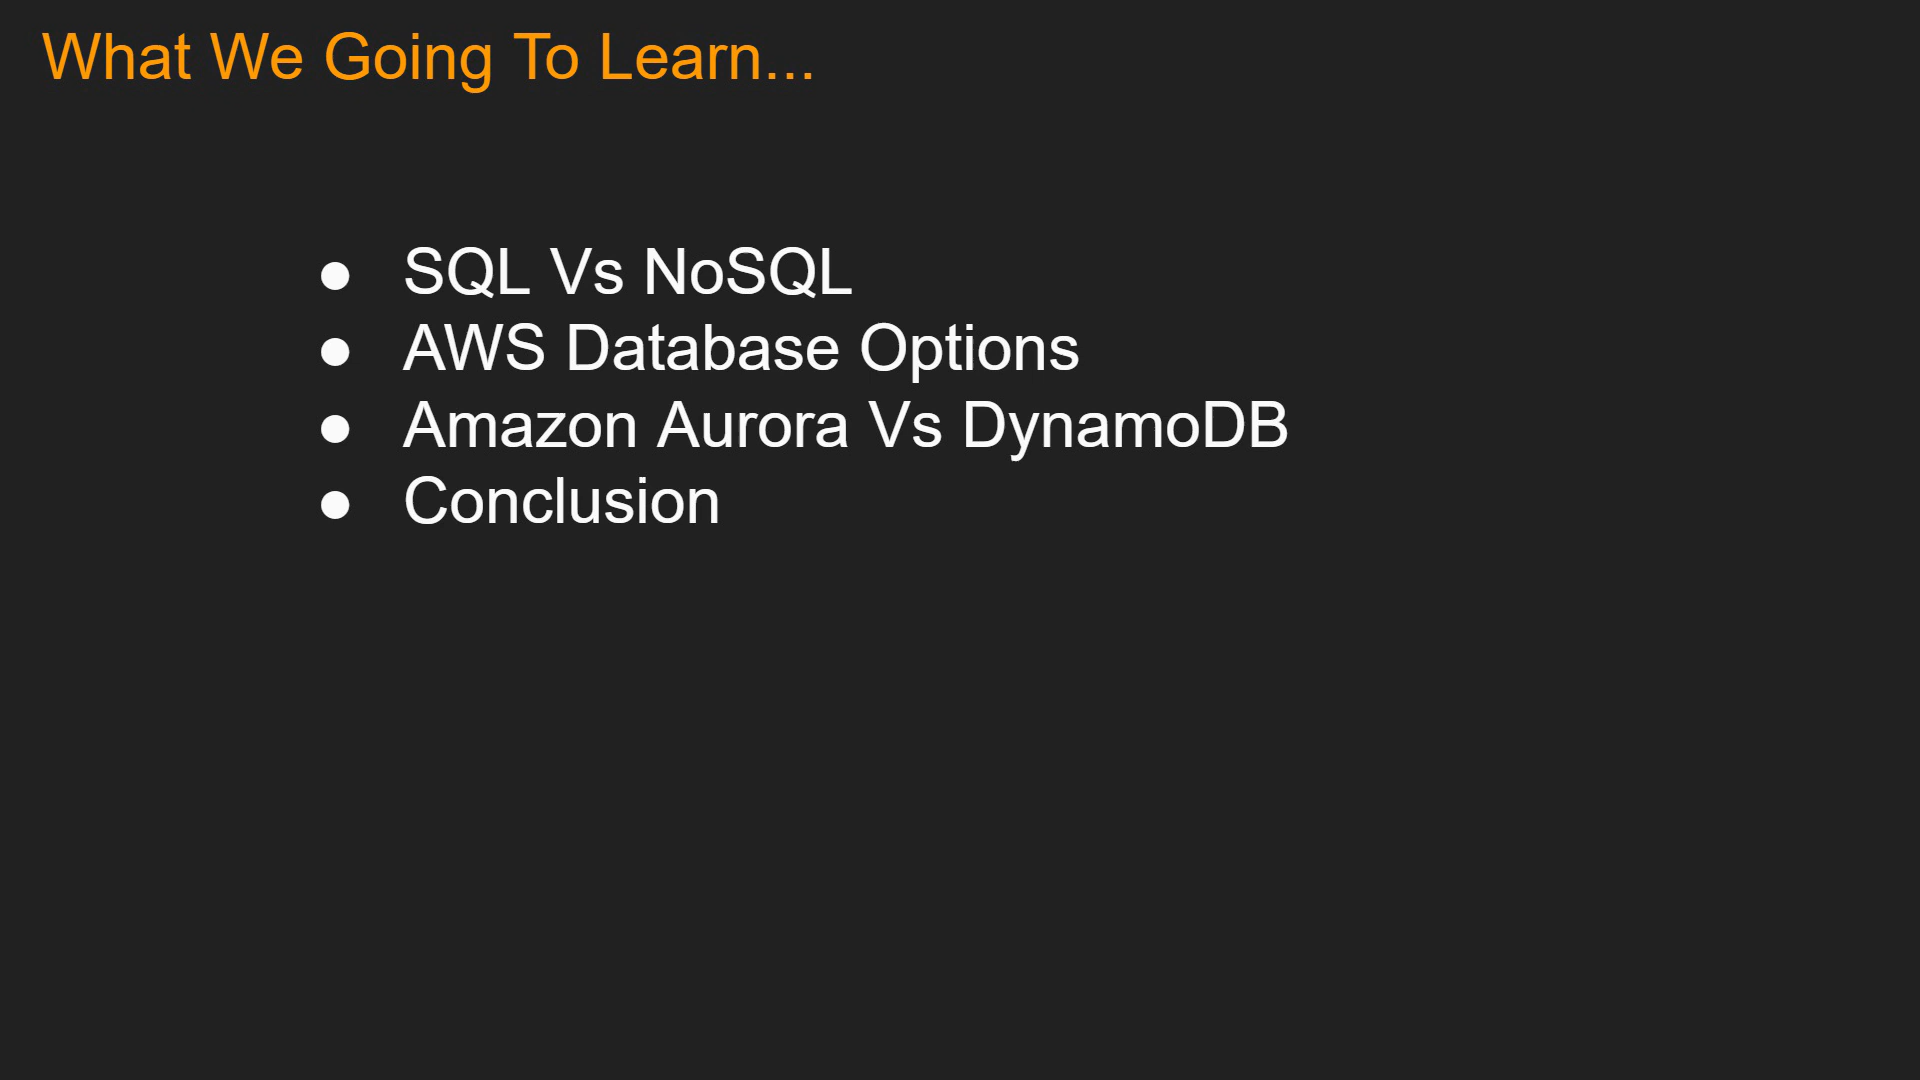 What We Going To Learn...
● SQL Vs NoSQL
● AWS Database Options
● Amazon Aurora Vs DynamoDB
● Conclusion